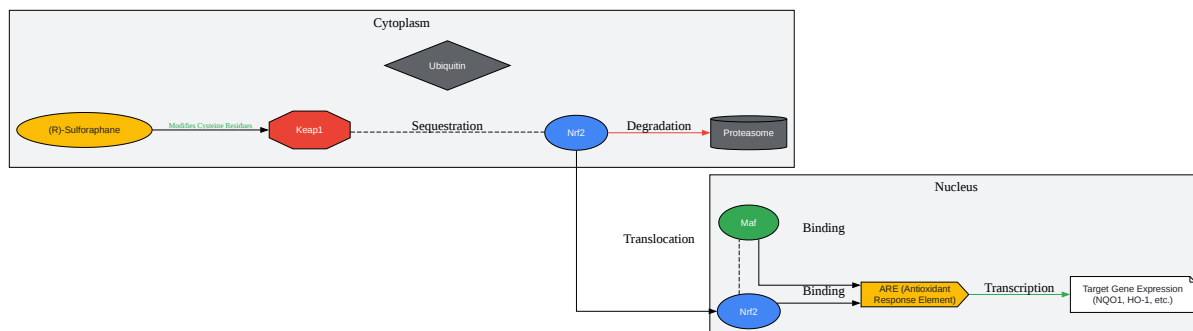 Cytoplasm
Ubiquitin
(R)-Sulforaphane
Modifies Cysteine Residues
Keap1
Sequestration
Nrf2
Degradation
Proteasome
Nucleus
Maf
Binding
Translocation
Binding
ARE (Antioxidant
Response Element)
Transcription
Target Gene Expression
(NQO1, HO-1, etc.)
Nrf2